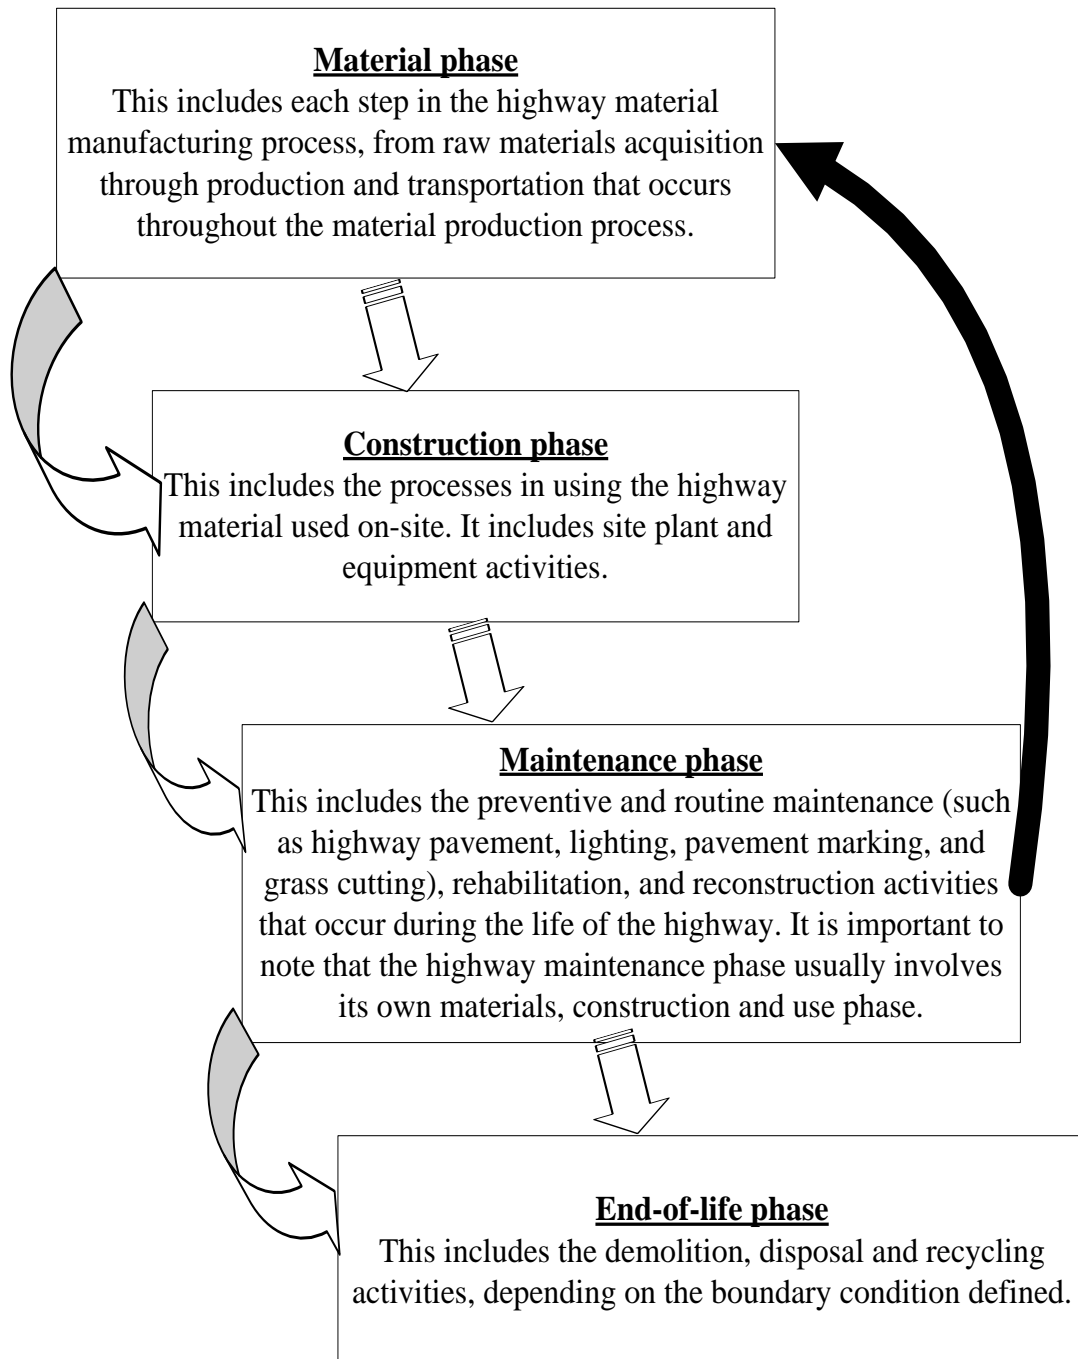 Material phase
This includes each step in the highway material
manufacturing process, from raw materials acquisition
through production and transportation that occurs
throughout the material production process.
Construction phase
This includes the processes in using the highway
material used on-site. It includes site plant and
equipment activities.
Maintenance phase
This includes the preventive and routine maintenance (such
as highway pavement, lighting, pavement marking, and
grass cutting), rehabilitation, and reconstruction activities
that occur during the life of the highway. It is important to
note that the highway maintenance phase usually involves
its own materials, construction and use phase.
End-of-life phase
This includes the demolition, disposal and recycling
activities, depending on the boundary condition defined.